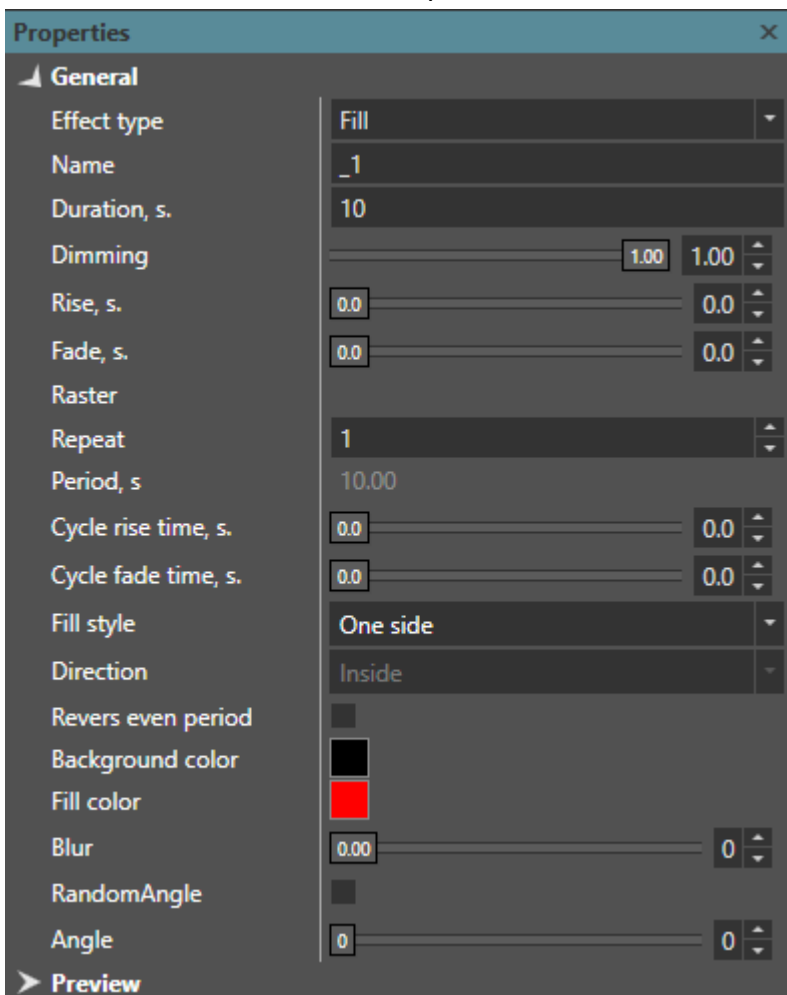 Properties
General
Effect type Fill
Name _1
Duration, s. 10
Dimming 1.00 1.00
Rise, s. 0.0 0.0
Fade, s. 0.0 0.0
Raster
Repeat 1
Period, s 10.00
Cycle rise time, s. 0.0 0.0
Cycle fade time, s. 0.0 0.0
Fill style One side
Direction Inside
Revers even period
Background color
Fill color
Blur 0.00 0
RandomAngle
Angle 0 0
Preview